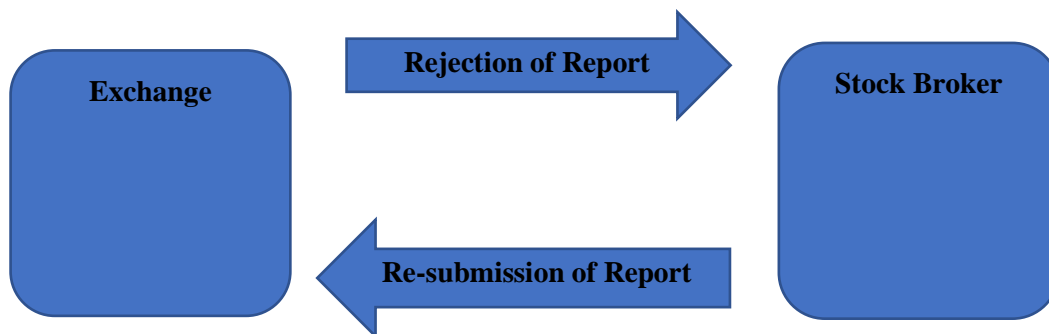 Exchange
Rejection of Report
Stock Broker
Re-submission of Report